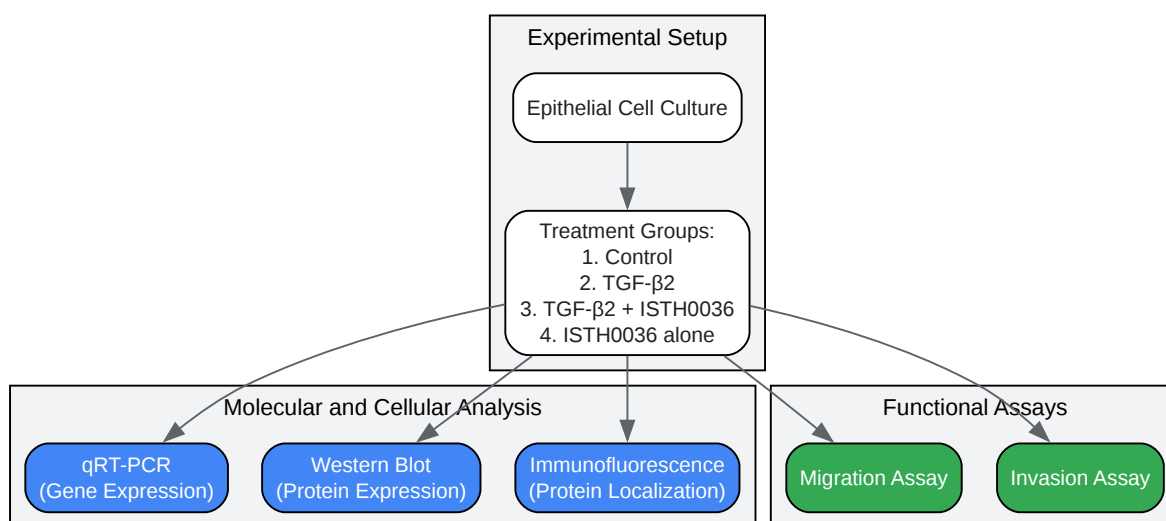 Experimental Setup
Epithelial Cell Culture
Treatment Groups:
1. Control
2. TGF-β2
3. TGF-β2 + ISTH0036
4. ISTH0036 alone
Molecular and Cellular Analysis
qRT-PCR
(Gene Expression)
Western Blot
(Protein Expression)
Immunofluorescence
(Protein Localization)
Functional Assays
Migration Assay
Invasion Assay